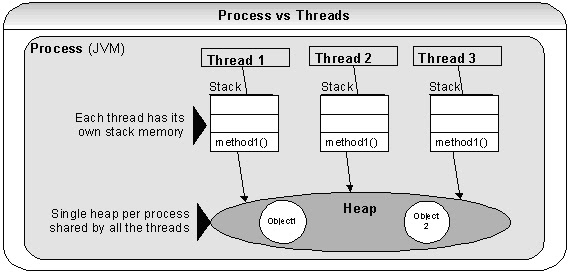 Process vs Threads
Process (JVM)
Thread 1
Thread 2
Thread 3
Stack
Stack
Stack
Each thread has its
own stack memory
method1()
method1()
method1()
Single heap per process
shared by all the threads
Heap
Object1
Object
2